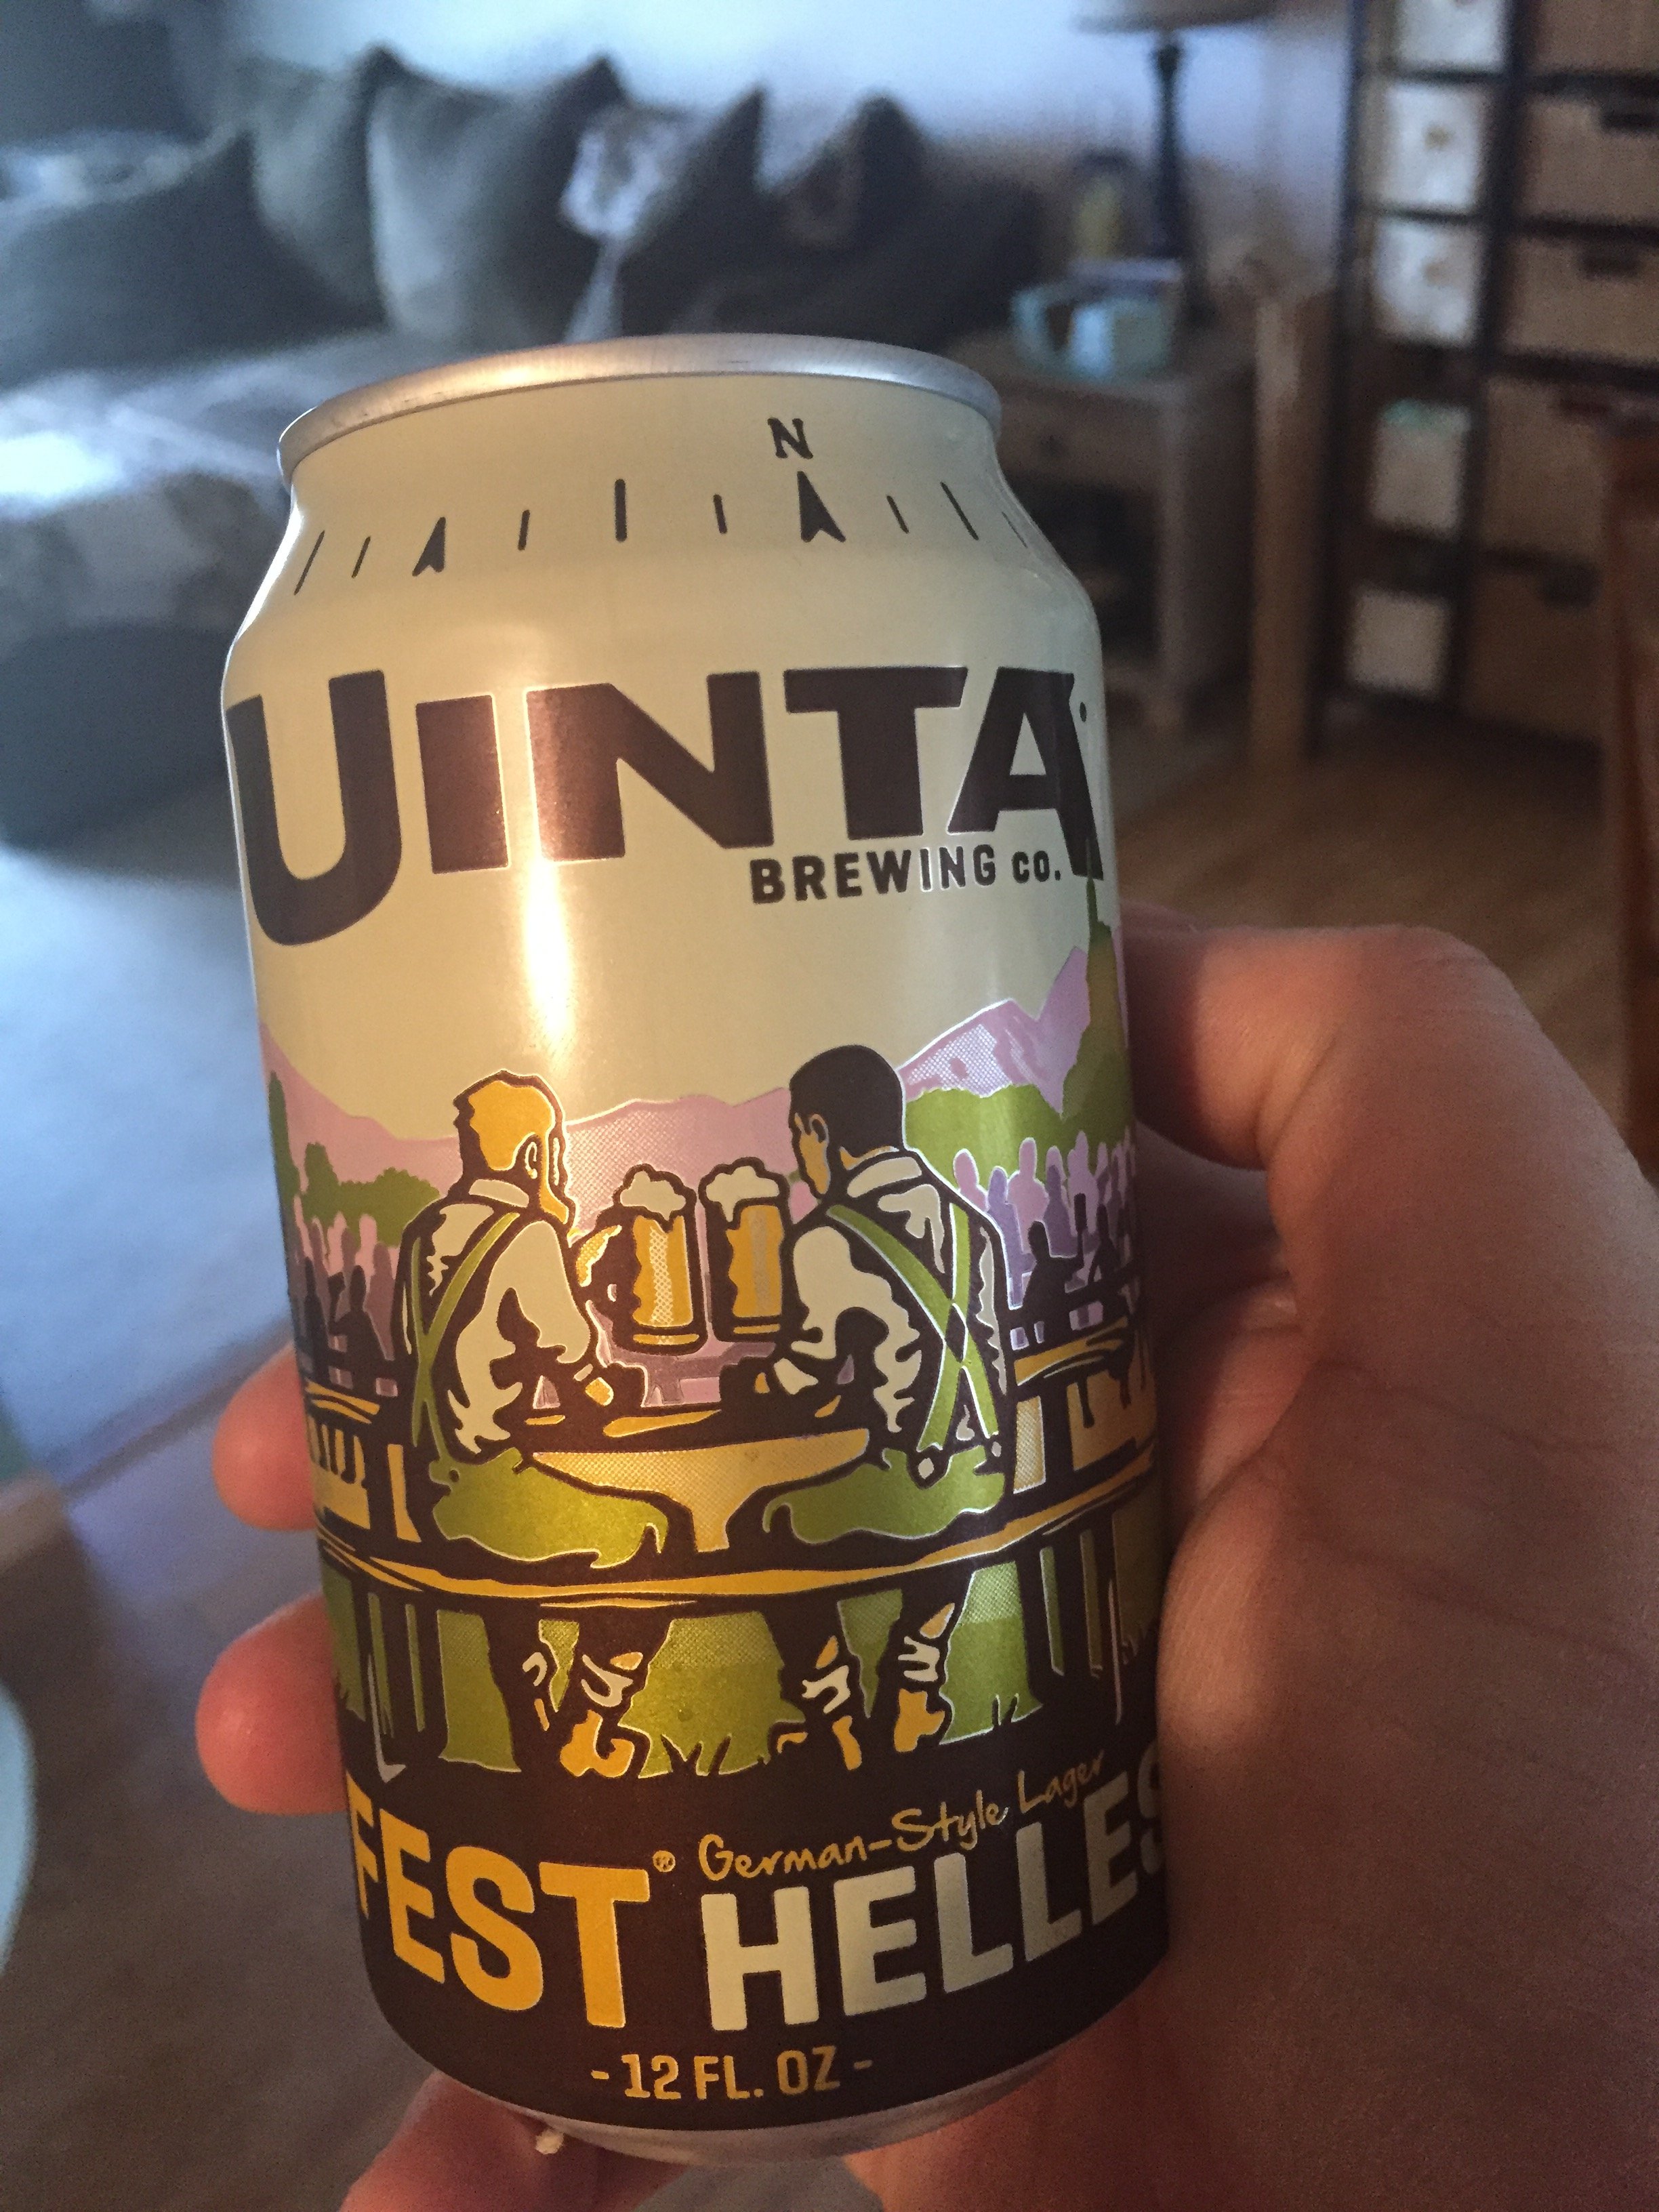 N
UINTA
BREWING CO.
German-Style Lager
FEST® HELLES
- 12 FL. OZ -